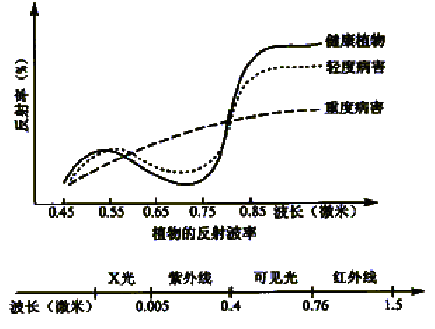 反射率(%)
健康植物
轻度病害
重度病害
0.45 0.55 0.65 0.75 0.85 波长(微米)
植物的反射波率
X光 紫外线 可见光 红外线
波长(微米) 0.005 0.4 0.76 1.5